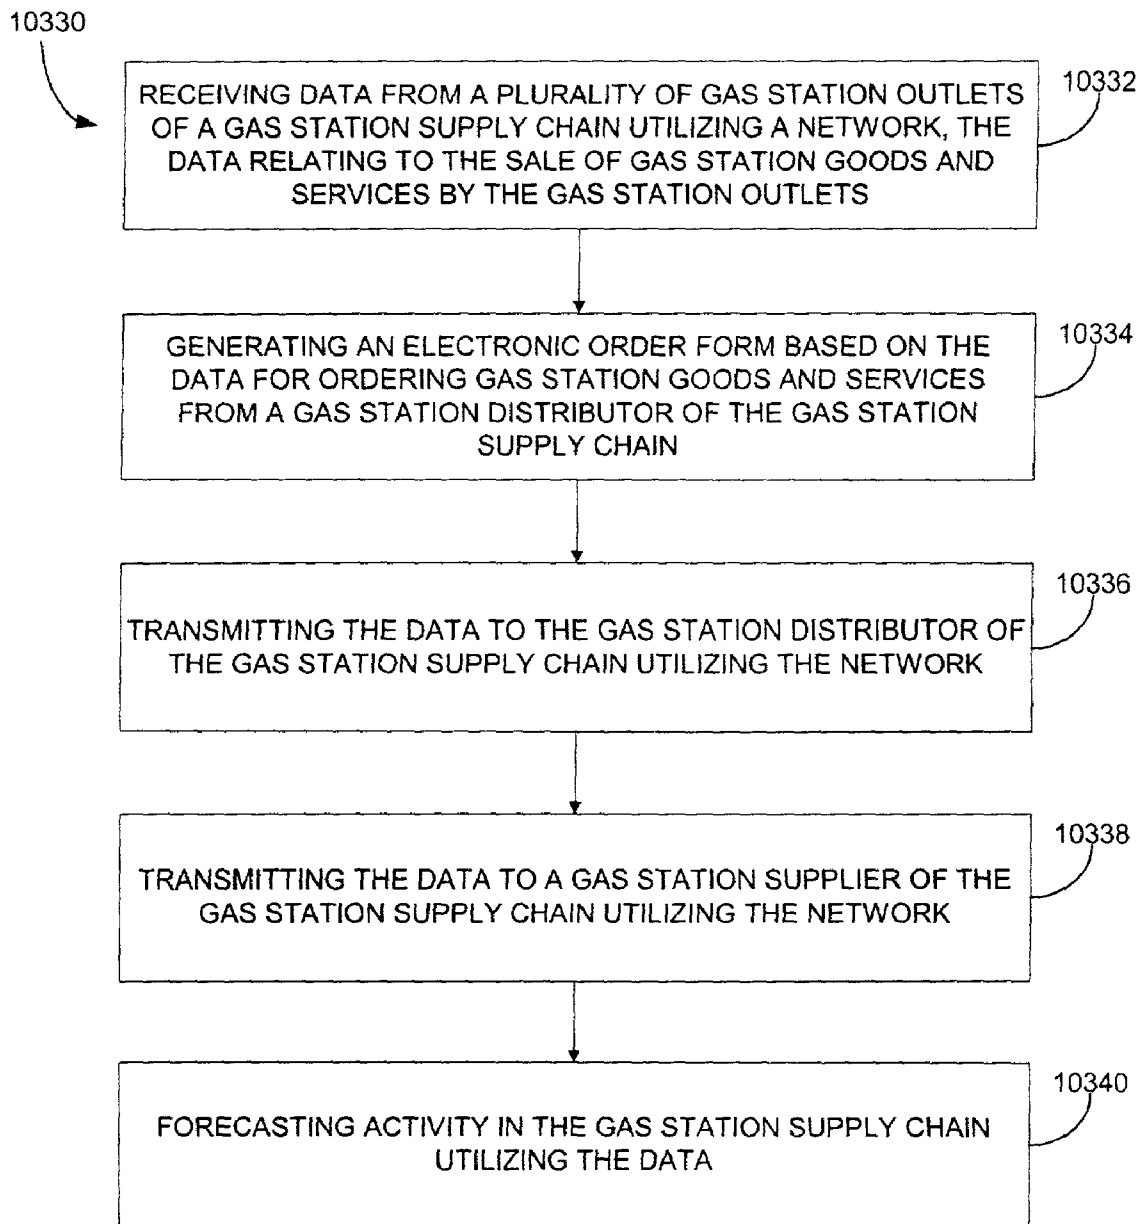 10330
10332
RECEIVING DATA FROM A PLURALITY OF GAS STATION OUTLETS
OF A GAS STATION SUPPLY CHAIN UTILIZING A NETWORK, THE
DATA RELATING TO THE SALE OF GAS STATION GOODS AND
SERVICES BY THE GAS STATION OUTLETS
10334
GENERATING AN ELECTRONIC ORDER FORM BASED ON THE
DATA FOR ORDERING GAS STATION GOODS AND SERVICES
FROM A GAS STATION DISTRIBUTOR OF THE GAS STATION
SUPPLY CHAIN
10336
TRANSMITTING THE DATA TO THE GAS STATION DISTRIBUTOR OF
THE GAS STATION SUPPLY CHAIN UTILIZING THE NETWORK
10338
TRANSMITTING THE DATA TO A GAS STATION SUPPLIER OF THE
GAS STATION SUPPLY CHAIN UTILIZING THE NETWORK
10340
FORECASTING ACTIVITY IN THE GAS STATION SUPPLY CHAIN
UTILIZING THE DATA